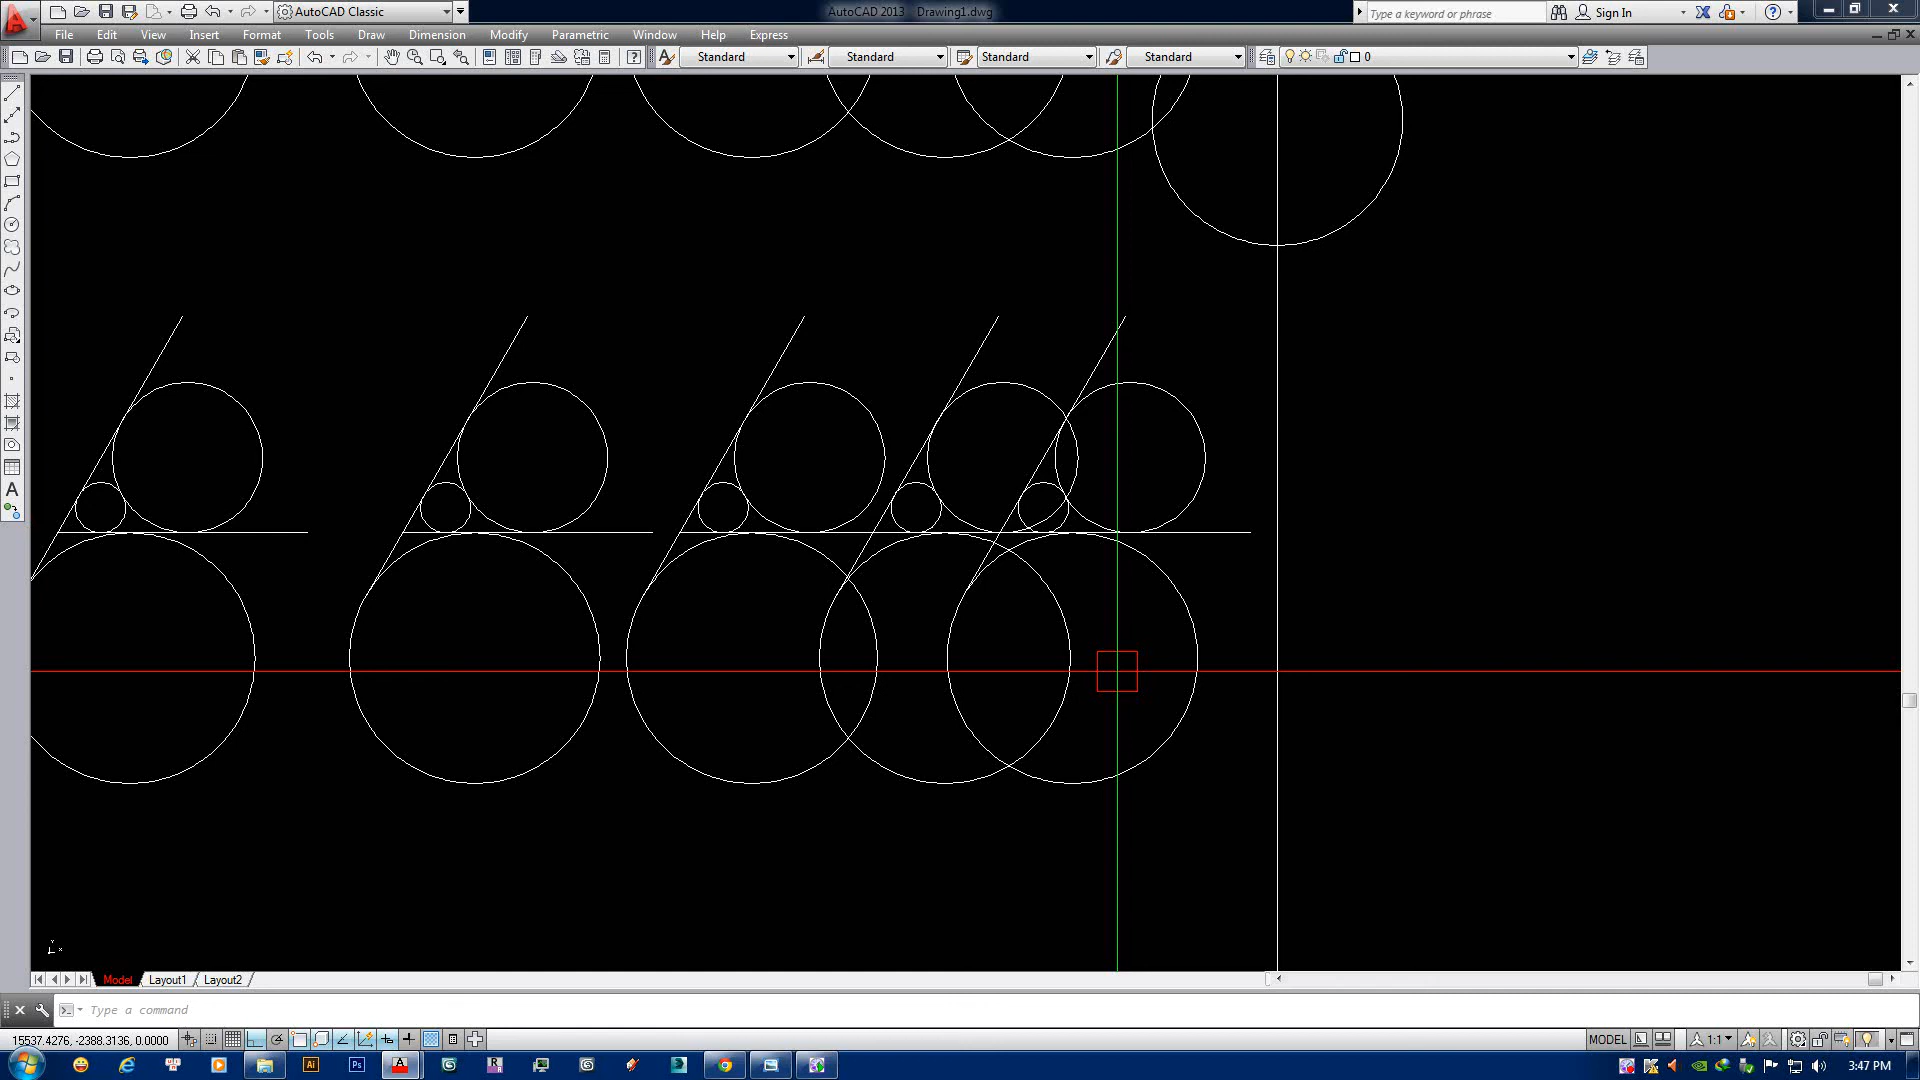 AutoCAD Classic
AutoCAD 2013 Drawing1.dwg
Type a keyword or phrase
Sign In
File Edit View Insert Format Tools Draw Dimension Modify Parametric Window Help Express
Standard Standard Standard Standard 0
A
Model Layout1 Layout2
Type a command
15537.4276, -2388.3136, 0.0000
MODEL 1:1
Ai Ps
3:47 PM